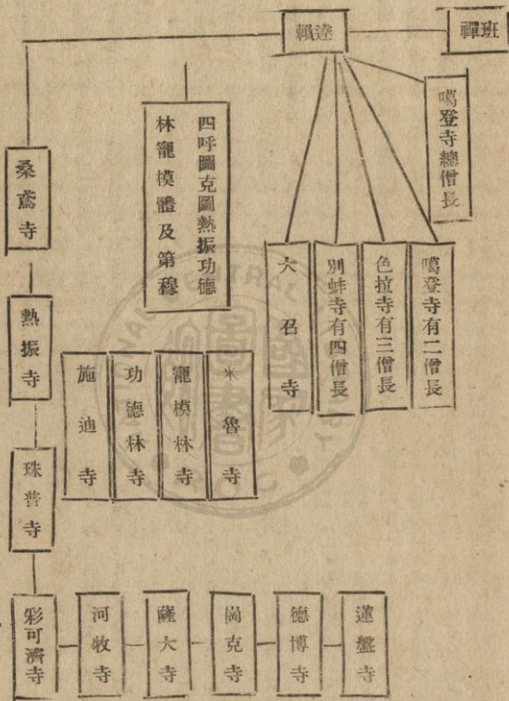 班禪
達賴
噶登寺總僧長
噶登寺有二僧長
色拉寺有三僧長
別蚌寺有四僧長
大召寺
四呼圖克圖熱振功德
林寵模體及第穆
米魯寺
寵模林寺
功德林寺
施迪寺
桑鳶寺
熱振寺
珠普寺
彩可濟寺
河牧寺
薩大寺
崗克寺
德博寺
盤寺
CENTRAL